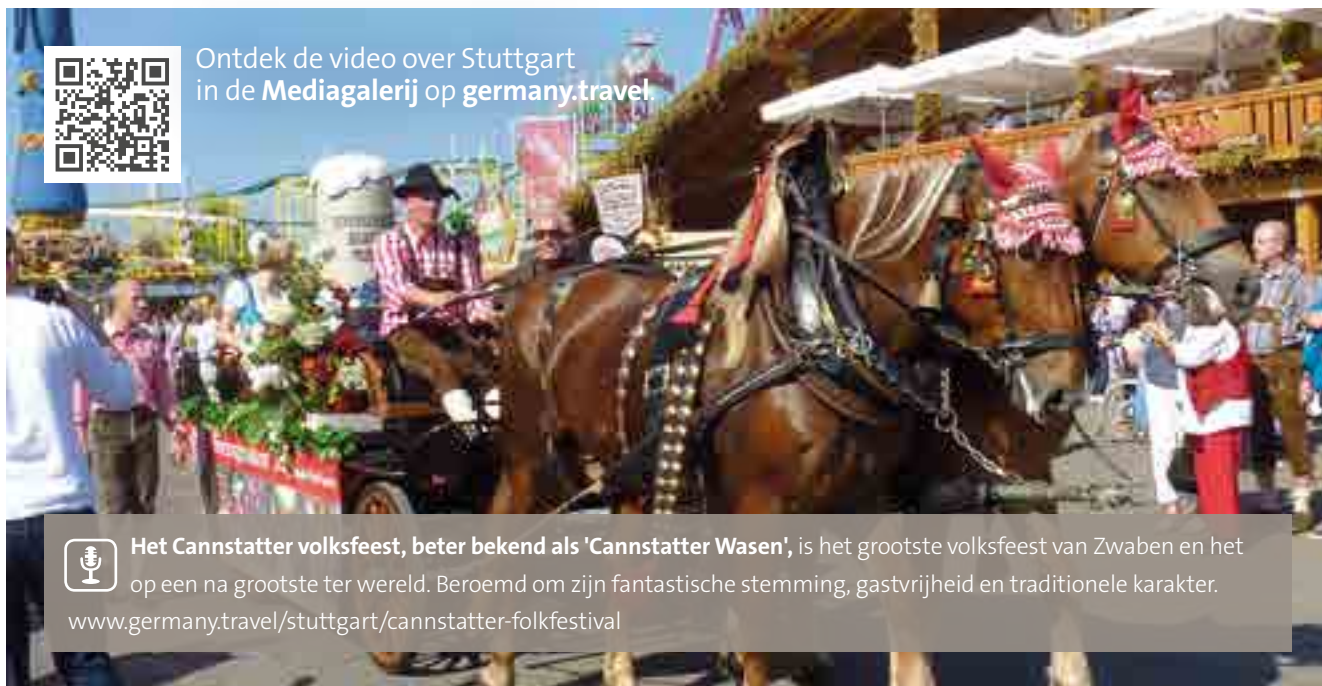 Ontdek de video over Stuttgart
in de Mediagalerij op germany.travel.
Het Cannstatter volksfeest, beter bekend als 'Cannstatter Wasen', is het grootste volksfeest van Zwaben en het
op een na grootste ter wereld. Beroemd om zijn fantastische stemming, gastvrijheid en traditionele karakter.
www.germany.travel/stuttgart/cannstatter-folkfestival